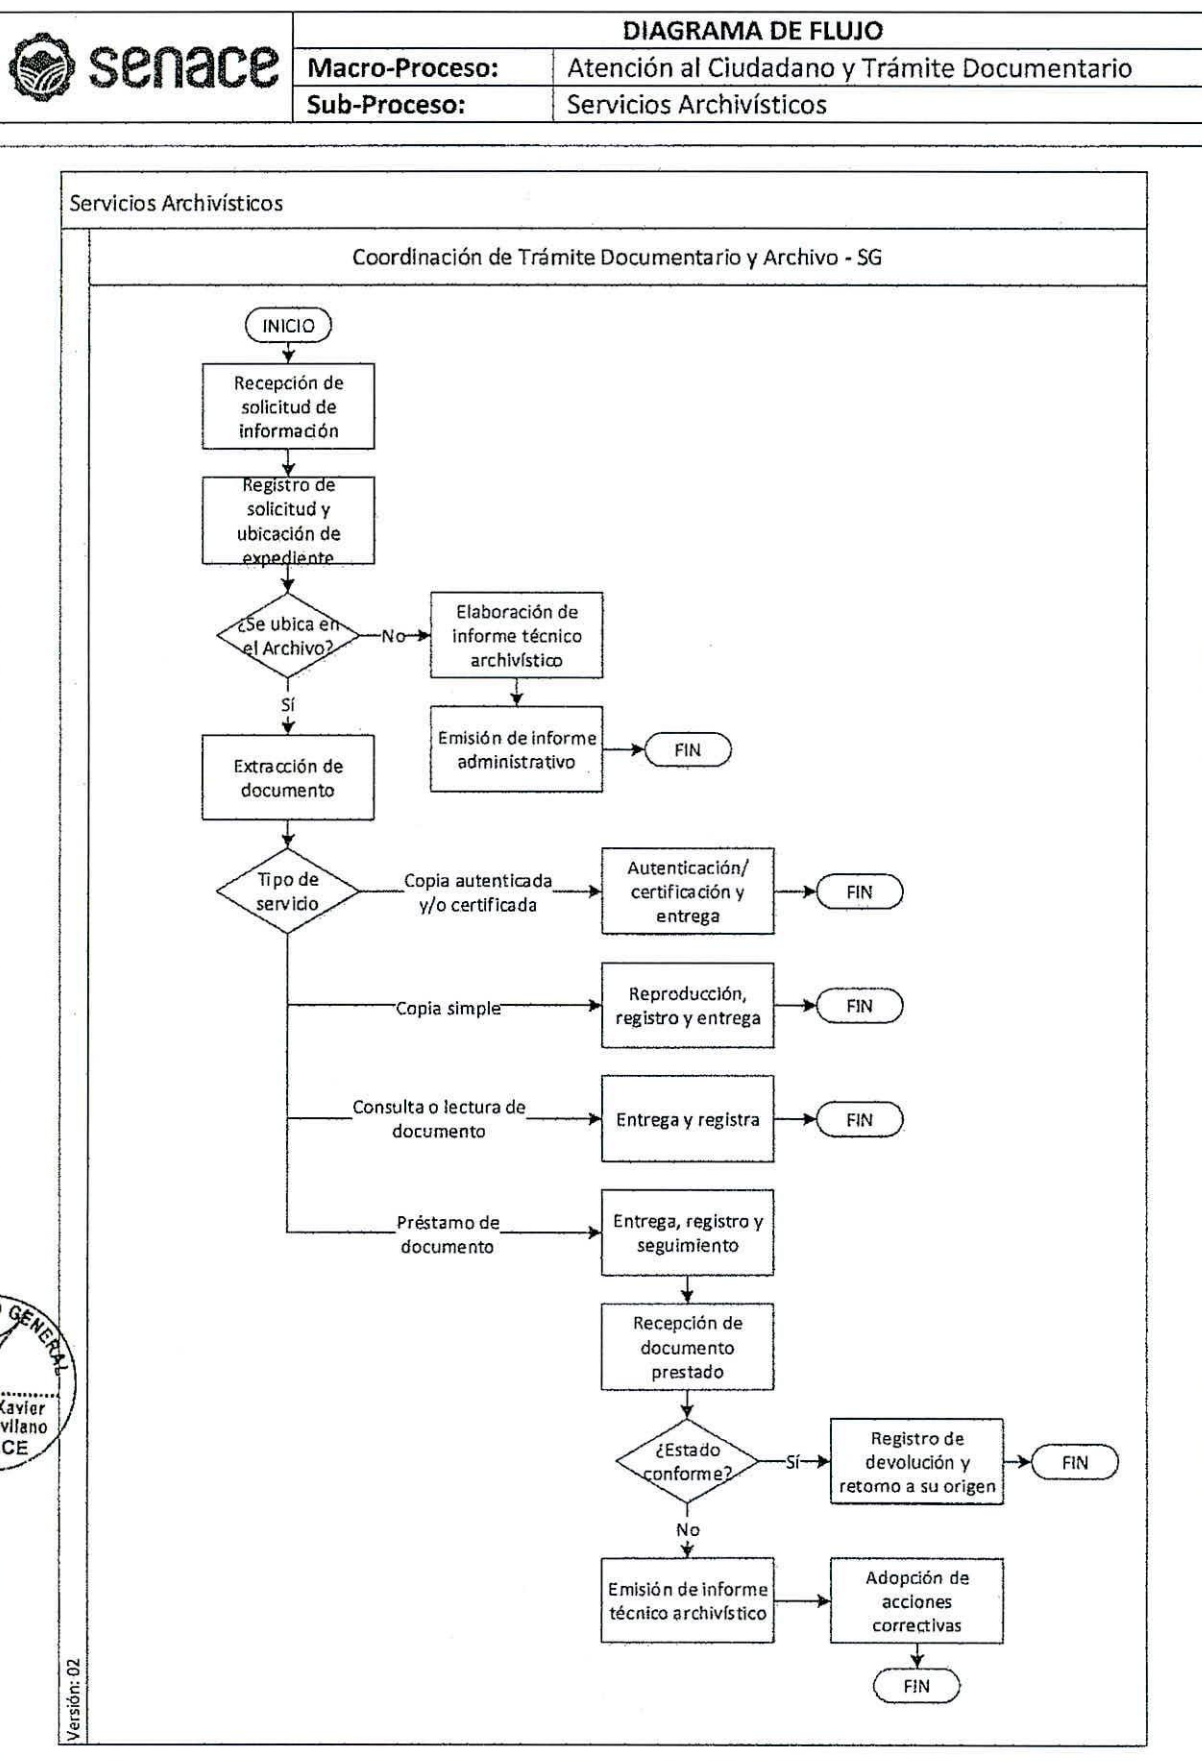 senace
DIAGRAMA DE FLUJO
Macro-Proceso:
Atención al Ciudadano y Trámite Documentario
Sub-Proceso:
Servicios Archivísticos
Servicios Archivísticos
Coordinación de Trámite Documentario y Archivo - SG
INICIO
Recepción de
solicitud de
información
Registro de
solicitud y
ubicación de
expediente
¿Se ubica en
el Archivo?
No
Elaboración de
informe técnico
archivístico
Sí
Emisión de informe
administrativo
FIN
Extracción de
documento
Tipo de
servicio
Copia autenticada
y/o certificada
Autenticación/
certificación y
entrega
FIN
Copia simple
Reproducción,
registro y entrega
FIN
Consulta o lectura de
documento
Entrega y registra
FIN
Préstamo de
documento
Entrega, registro y
seguimiento
Recepción de
documento
prestado
GENERAL
Xavier
CE
¿Estado
conforme?
Sí
Registro de
devolución y
retorno a su origen
FIN
No
Emisión de informe
técnico archivístico
Adopción de
acciones
correctivas
FIN
Versión: 02